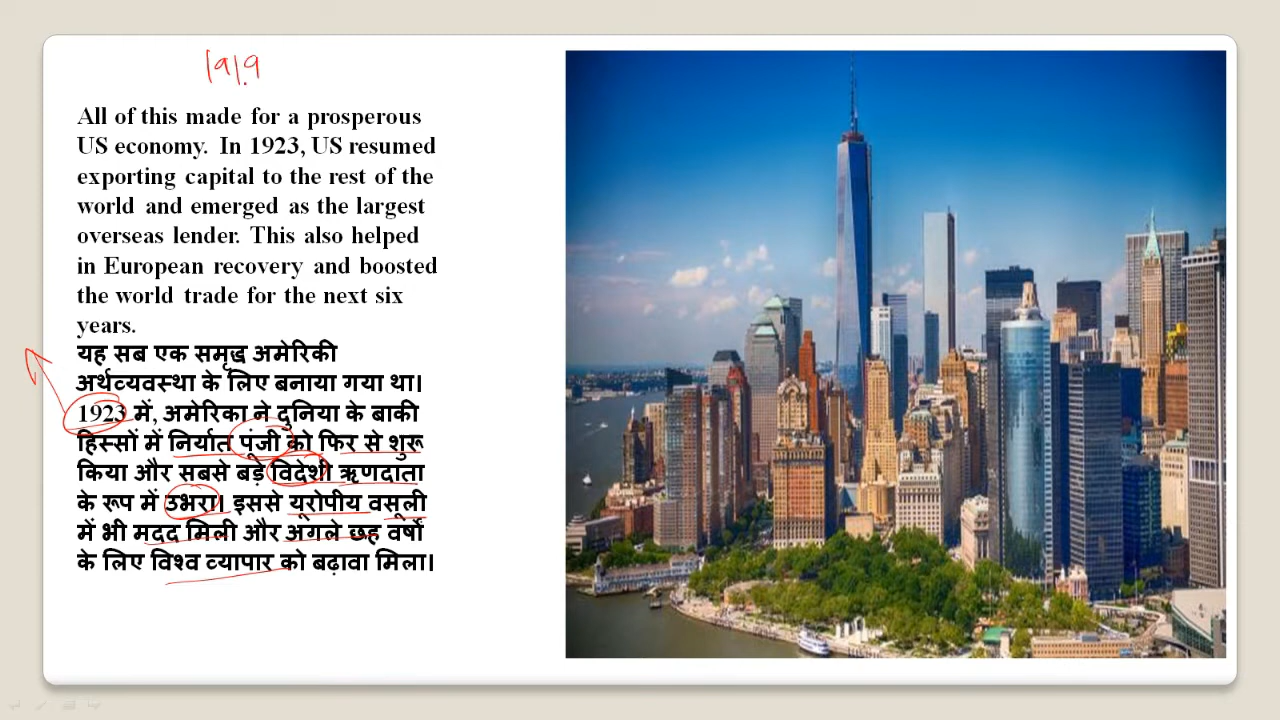 1919
All of this made for a prosperous
US economy. In 1923, US resumed
exporting capital to the rest of the
world and emerged as the largest
overseas lender. This also helped
in European recovery and boosted
the world trade for the next six
years.
यह सब एक समृद्ध अमेरिकी
अर्थव्यवस्था के लिए बनाया गया था।
1923 में, अमेरिका ने दुनिया के बाकी
हिस्सों में निर्यात पूंजी को फिर से शुरू
किया और सबसे बड़े विदेशी ऋणदाता
के रूप में उभरा। इससे यूरोपीय वसूली
में भी मदद मिली और अगले छह वर्षों
के लिए विश्व व्यापार को बढ़ावा मिला।